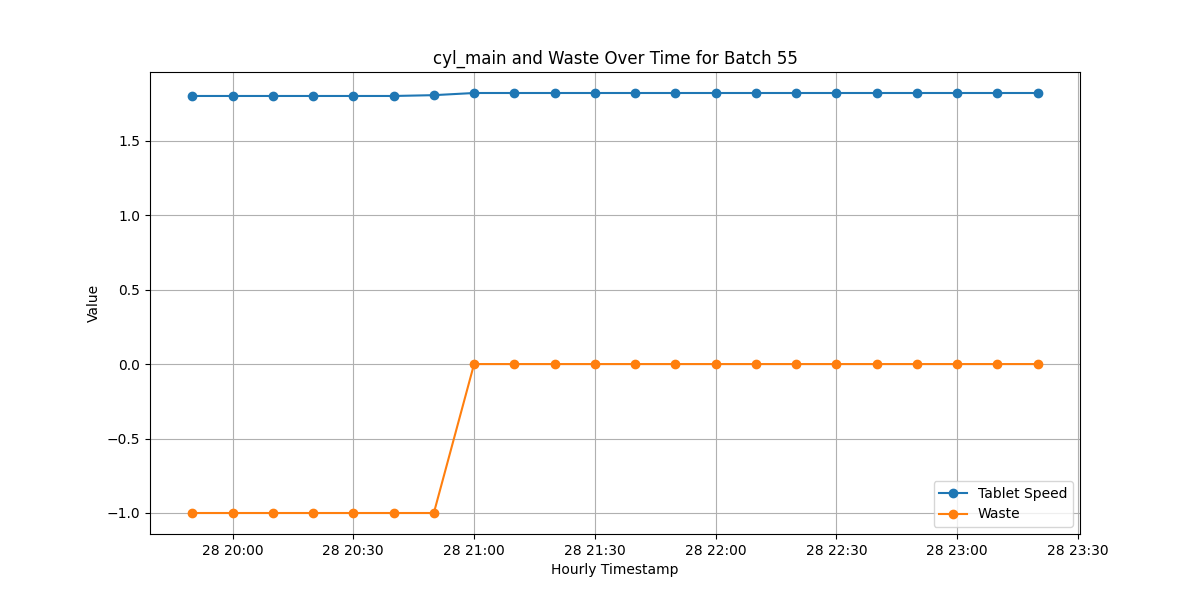 cyl_main and Waste Over Time for Batch 55
Value
1.5
1.0
0.5
0.0
−0.5
−1.0
Tablet Speed
Waste
28 20:00 28 20:30 28 21:00 28 21:30 28 22:00 28 22:30 28 23:00 28 23:30
Hourly Timestamp